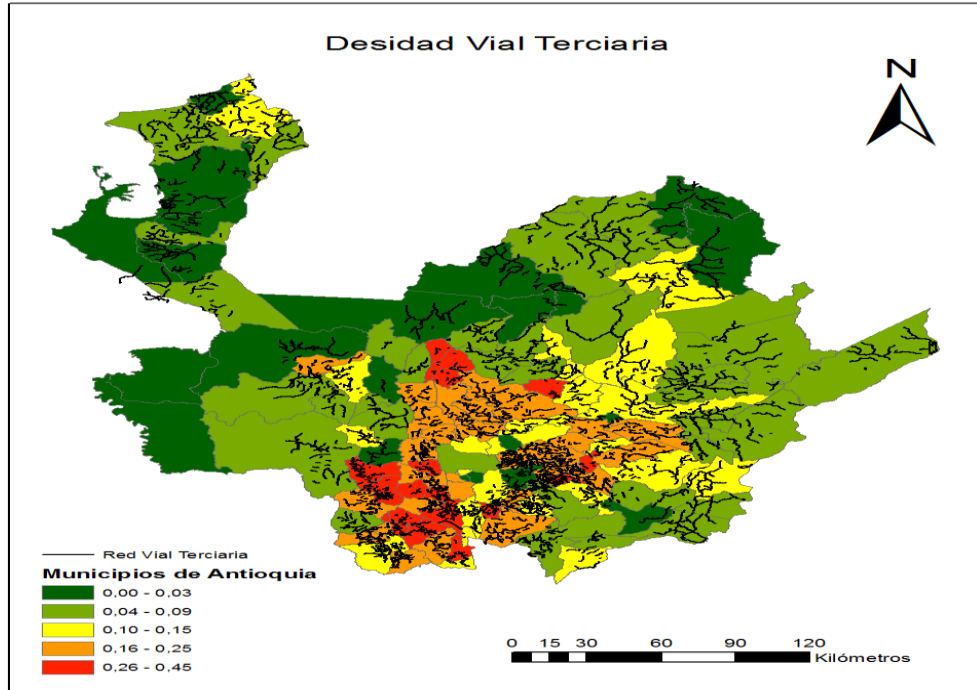 Desidad Vial Terciaria
N
Red Vial Terciaria
Municipios de Antioquia
0,00 - 0,03
0,04 - 0,09
0,10 - 0,15
0,16 - 0,25
0,26 - 0,45
0 15 30 60 90 120
Kilómetros